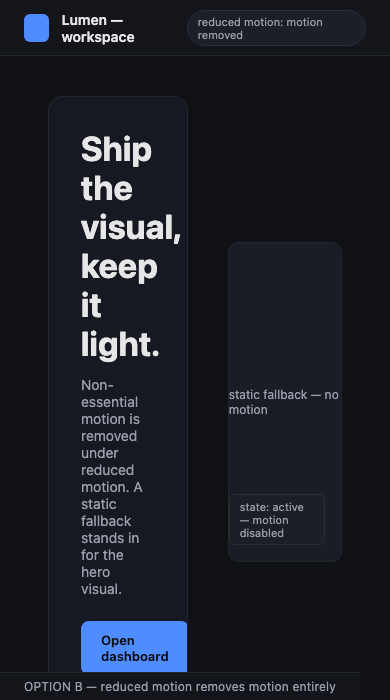 Lumen —
workspace
reduced motion: motion
removed
Ship
the
visual,
keep
it
light.
Non-
essential
motion is
removed
under
reduced
motion. A
static
fallback
stands in
for the
hero
visual.
static fallback — no
motion
state: active
— motion
disabled
Open
dashboard
OPTION B — reduced motion removes motion entirely